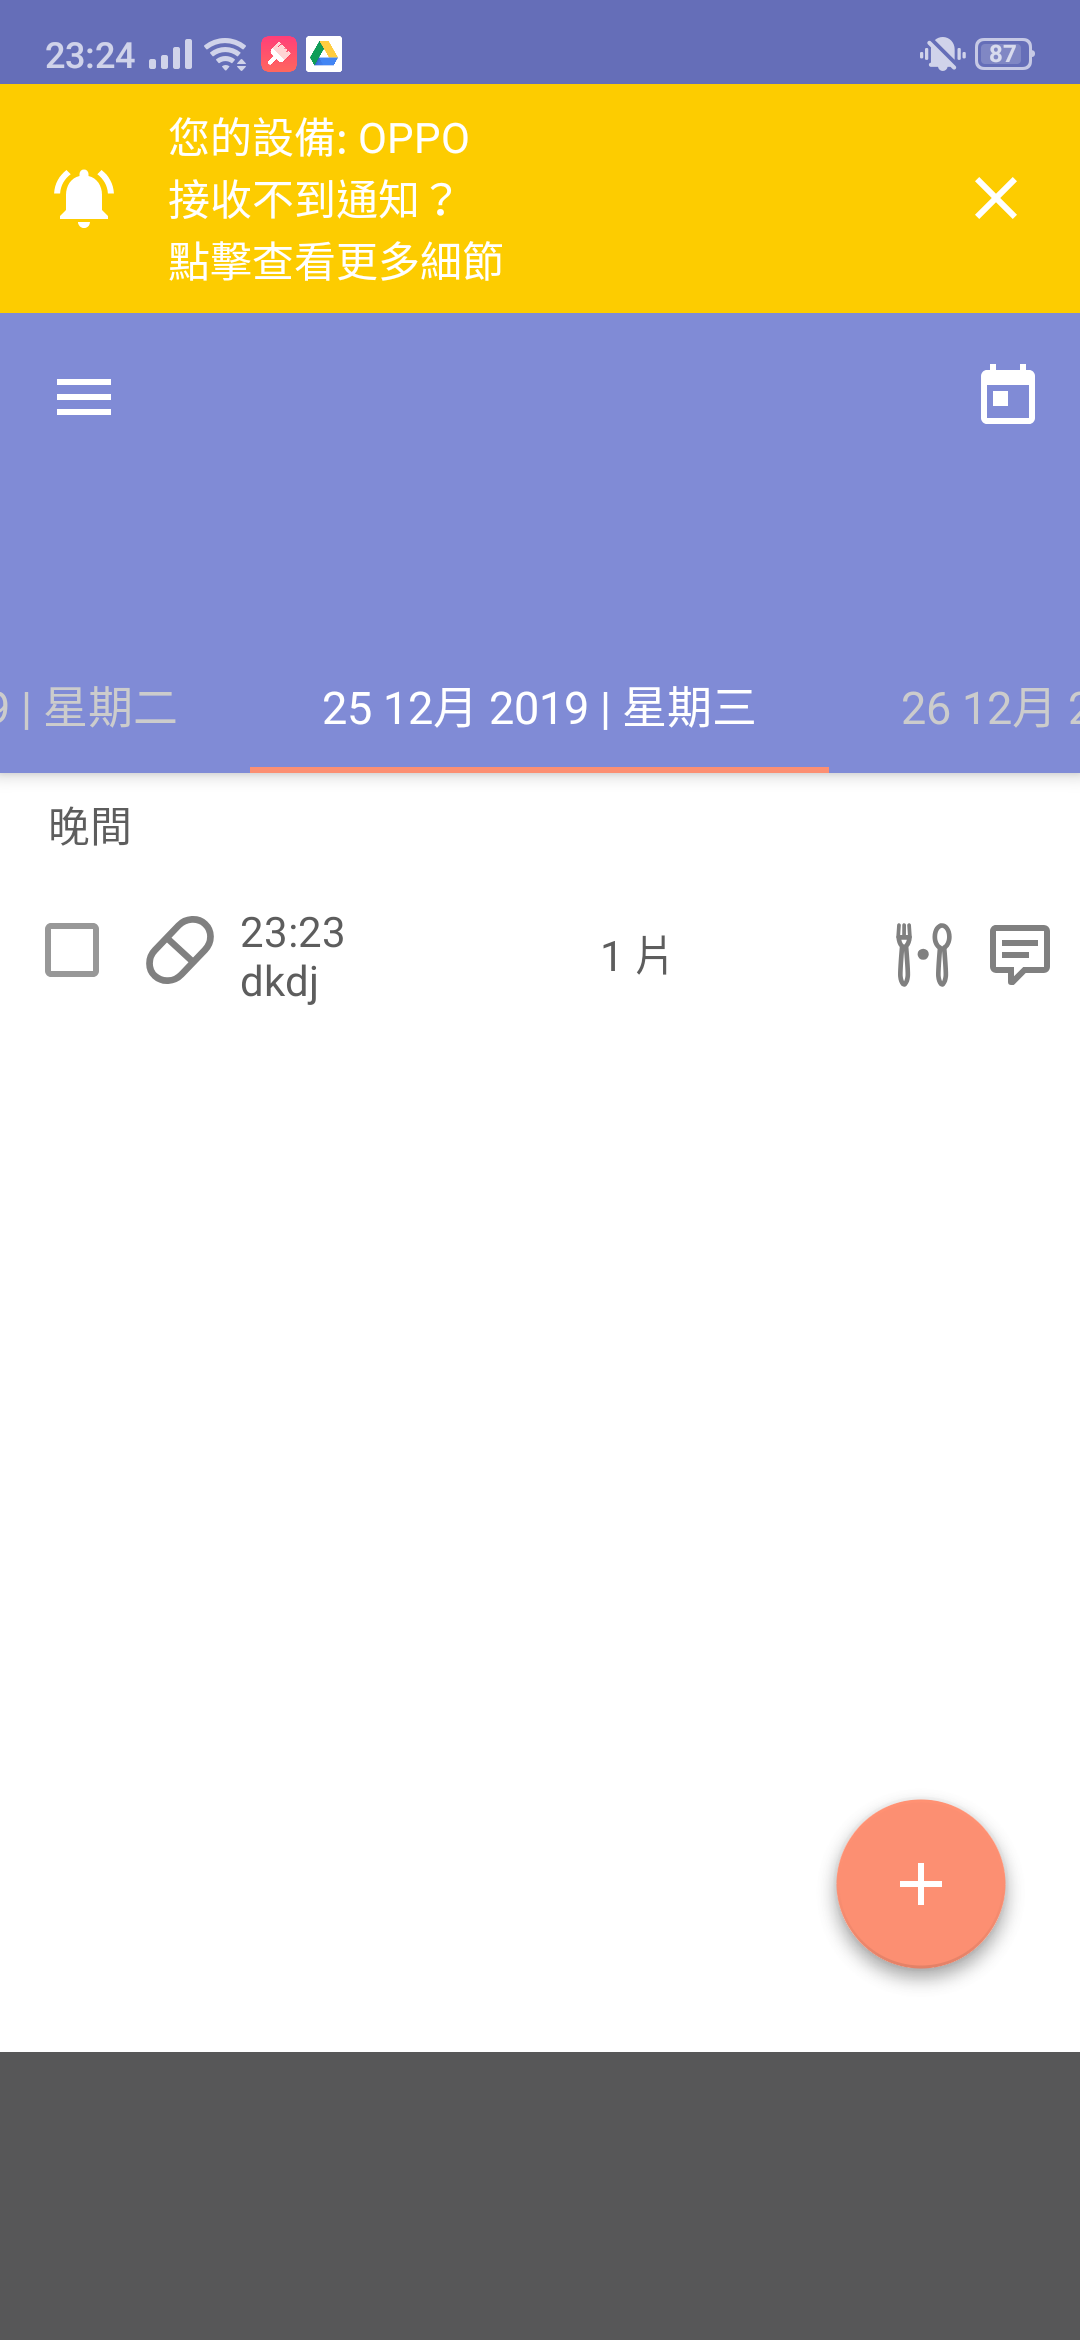 23:24
87
您的設備: OPPO
接收不到通知？
點擊查看更多細節
9 | 星期二
25 12月 2019 | 星期三
26 12月 2
晚間
23:23
dkdj
1 片